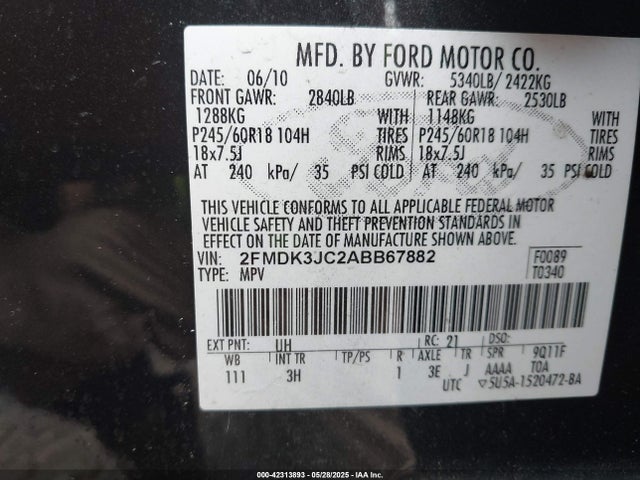 MFD. BY FORD MOTOR CO.
DATE: 06/10 GVWR: 5340LB/ 2422KG
FRONT GAWR: 2840LB REAR GAWR: 2530LB
1288KG WITH 1148KG WITH
P245/60R18 104H TIRES P245/60R18 104H TIRES
18x7.5J RIMS 18x7.5J RIMS
AT 240 kPa/ 35 PSI COLD AT 240 kPa/ 35 PSI COLD
THIS VEHICLE CONFORMS TO ALL APPLICABLE FEDERAL MOTOR
VEHICLE SAFETY AND THEFT PREVENTION STANDARDS IN
EFFECT ON THE DATE OF MANUFACTURE SHOWN ABOVE.
VIN: 2FMDK3JC2ABB67882 F0089
TYPE: MPV T0340
EXT PNT: UH RC: 21 DSO:
WB INT TR TP/PS R AXLE TR SPR 9Q11F
111 3H 1 3E J AAAA TOA
UTC ▽5U5A-1520472-BA
000-42313893 - 05/28/2025 - IAA Inc.